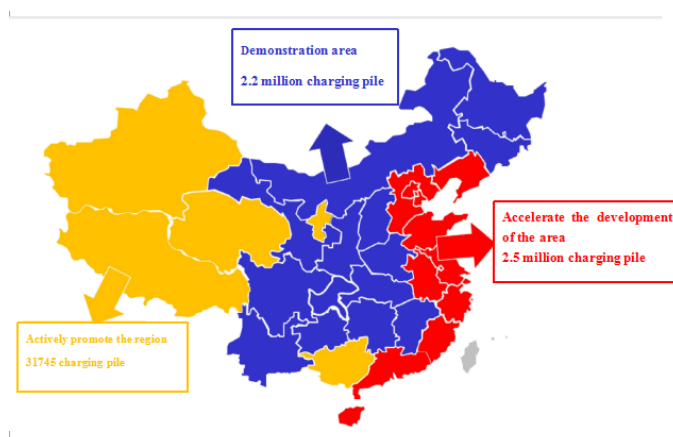 Demonstration area
2.2 million charging pile
Accelerate the development
of the area
2.5 million charging pile
Actively promote the region
31745 charging pile